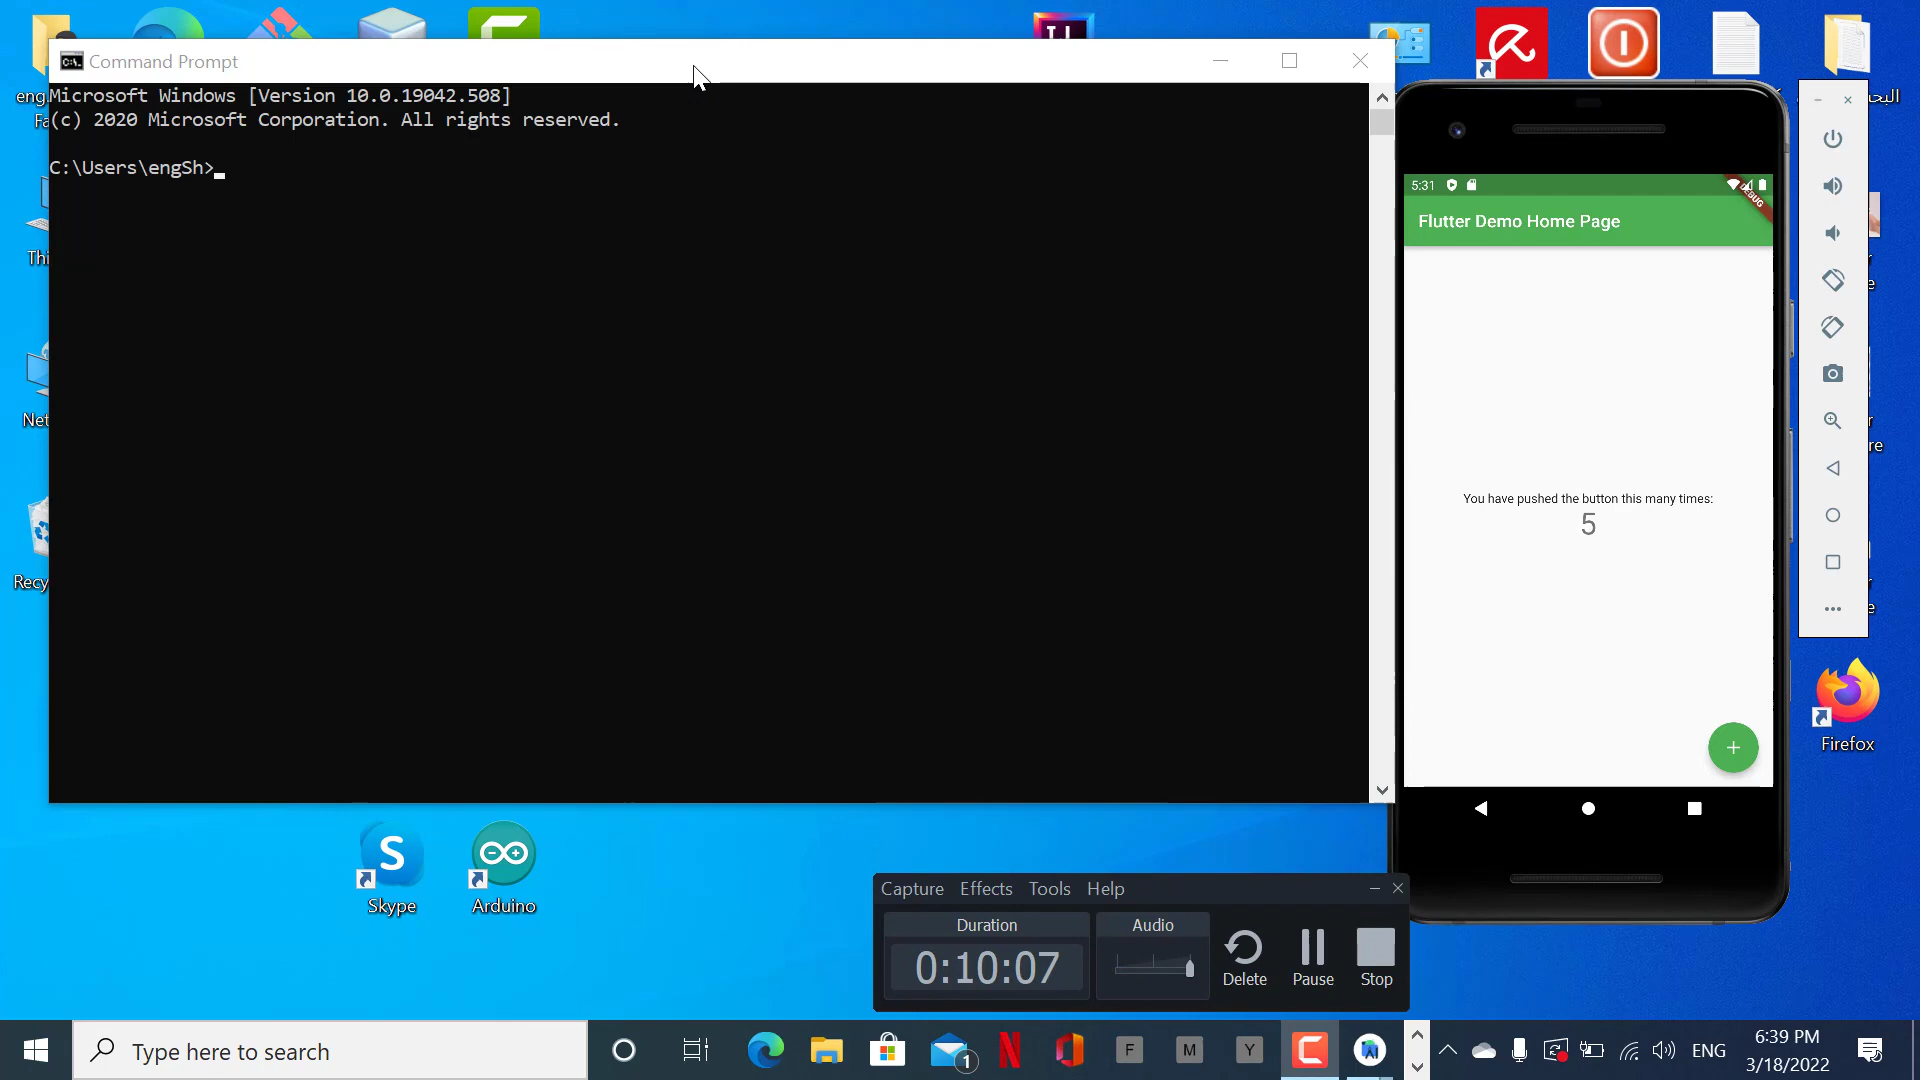 Command Prompt
Microsoft Windows [Version 10.0.19042.508]
(c) 2020 Microsoft Corporation. All rights reserved.
C:\Users\engSh>
5:31
DEBUG
Flutter Demo Home Page
You have pushed the button this many times:
5
+
Firefox
Skype
Arduino
Capture Effects Tools Help
Duration
Audio
0:10:07
Delete
Pause
Stop
Type here to search
1
F
M
Y
ENG
6:39 PM
3/18/2022